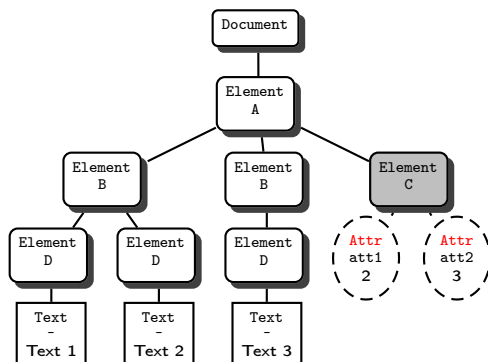 Document
Element
A
Element
B
Element
B
Element
C
Element
D
Element
D
Element
D
Attr
att1
2
Attr
att2
3
Text
-
Text 1
Text
-
Text 2
Text
-
Text 3